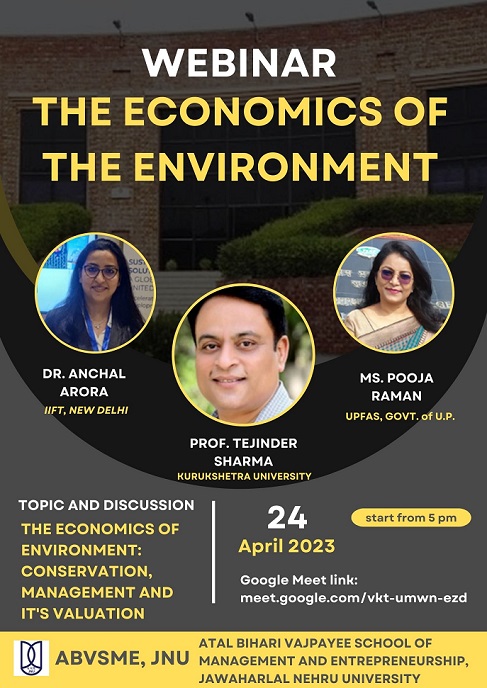 WEBINAR
THE ECONOMICS OF
THE ENVIRONMENT
DR. ANCHAL
ARORA
IIFT, NEW DELHI
PROF. TEJINDER
SHARMA
KURUKSHETRA UNIVERSITY
MS. POOJA
RAMAN
UPFAS, GOVT. of U.P.
TOPIC AND DISCUSSION
THE ECONOMICS OF
ENVIRONMENT:
CONSERVATION,
MANAGEMENT AND
IT'S VALUATION
24
April 2023
start from 5 pm
Google Meet link:
meet.google.com/vkt-umwn-ezd
ABVSME, JNU
ATAL BIHARI VAJPAYEE SCHOOL OF
MANAGEMENT AND ENTREPRENEURSHIP,
JAWAHARLAL NEHRU UNIVERSITY